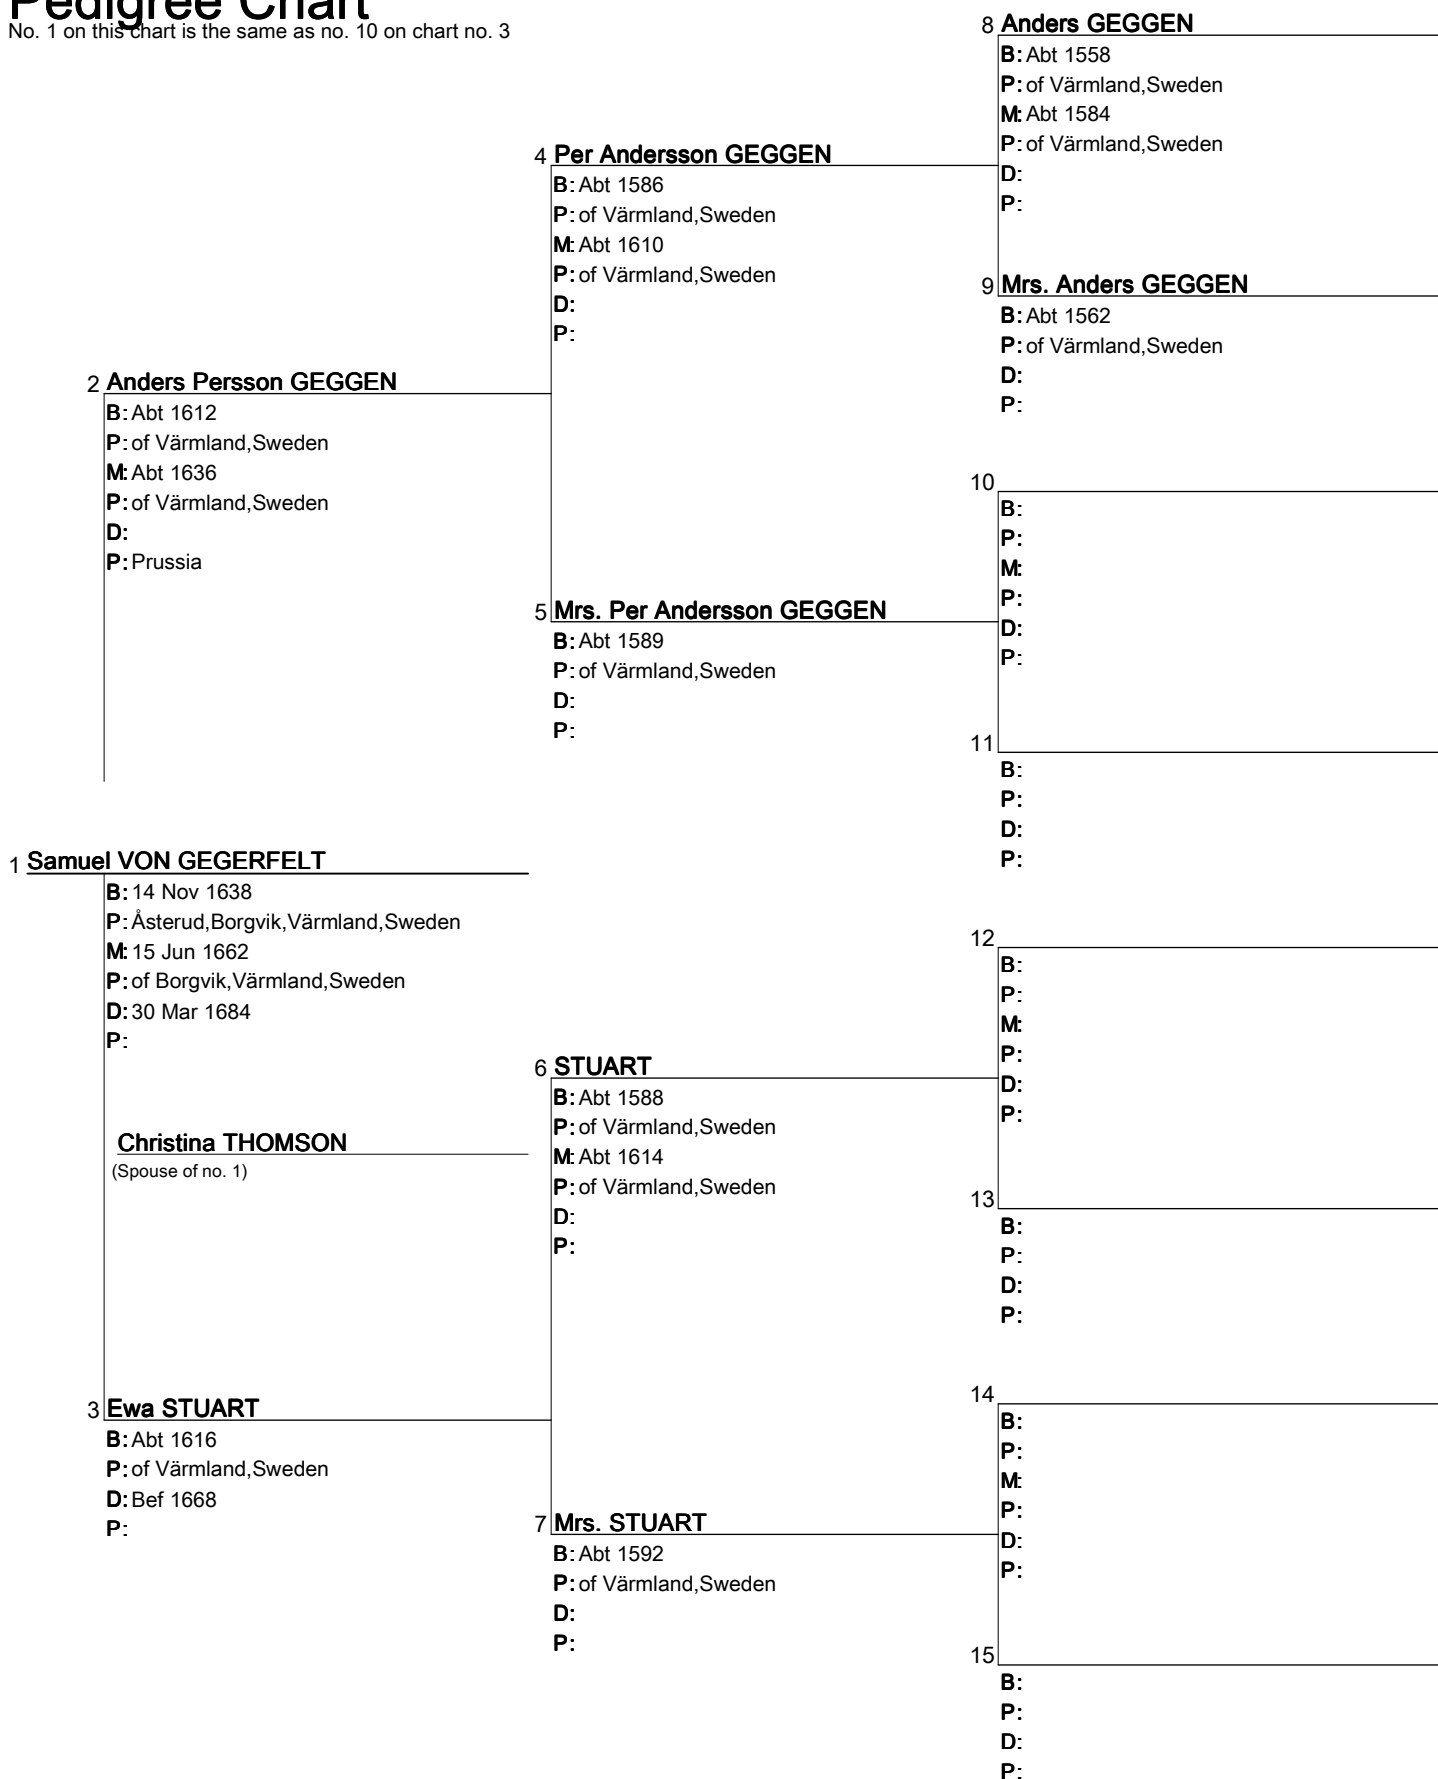 Pedigree Chart
No. 1 on this chart is the same as no. 10 on chart no. 3
8 Anders GEGGEN
B: Abt 1558
P: of Värmland,Sweden
M: Abt 1584
P: of Värmland,Sweden
D:
P:
4 Per Andersson GEGGEN
B: Abt 1586
P: of Värmland,Sweden
M: Abt 1610
P: of Värmland,Sweden
D:
P:
9 Mrs. Anders GEGGEN
B: Abt 1562
P: of Värmland,Sweden
D:
P:
2 Anders Persson GEGGEN
B: Abt 1612
P: of Värmland,Sweden
M: Abt 1636
P: of Värmland,Sweden
D:
P: Prussia
10
B:
P:
M:
P:
D:
P:
5 Mrs. Per Andersson GEGGEN
B: Abt 1589
P: of Värmland,Sweden
D:
P:
11
B:
P:
D:
P:
1 Samuel VON GEGERFELT
B: 14 Nov 1638
P: Åsterud,Borgvik,Värmland,Sweden
M: 15 Jun 1662
P: of Borgvik,Värmland,Sweden
D: 30 Mar 1684
P:
12
B:
P:
M:
P:
D:
P:
6 STUART
B: Abt 1588
P: of Värmland,Sweden
M: Abt 1614
P: of Värmland,Sweden
D:
P:
Christina THOMSON
(Spouse of no. 1)
13
B:
P:
D:
P:
3 Ewa STUART
B: Abt 1616
P: of Värmland,Sweden
D: Bef 1668
P:
14
B:
P:
M:
P:
D:
P:
7 Mrs. STUART
B: Abt 1592
P: of Värmland,Sweden
D:
P:
15
B:
P:
D:
P: